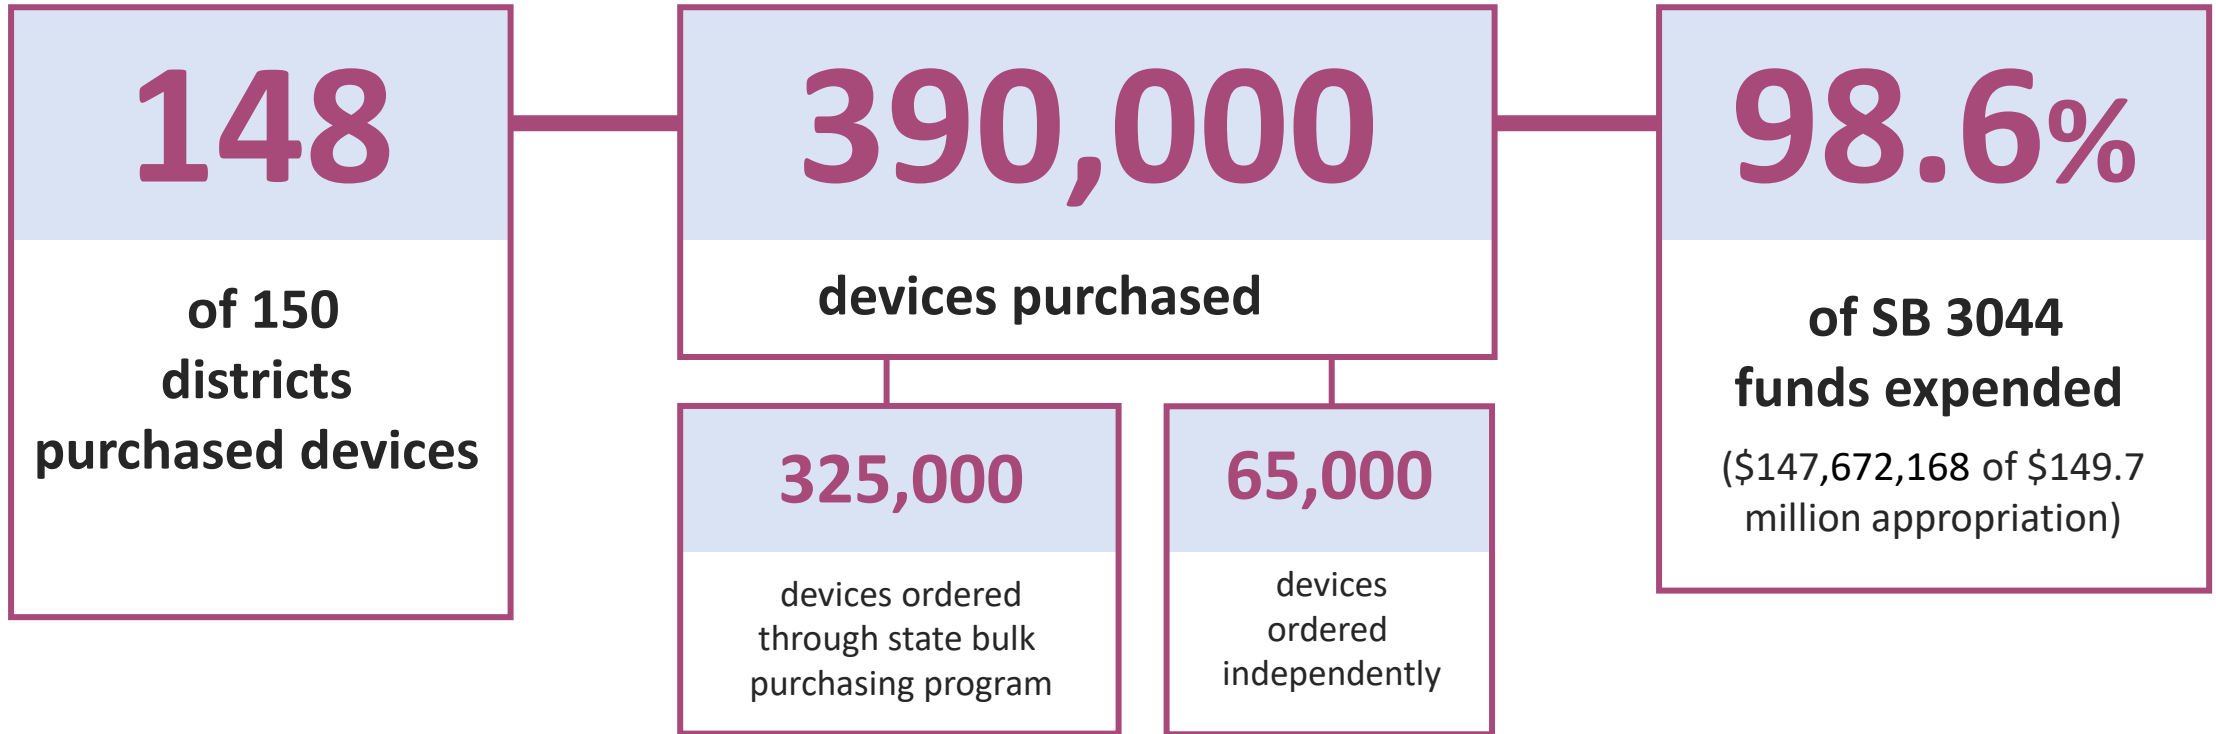 148
of 150
districts
purchased devices
390,000
devices purchased
325,000
devices ordered
through state bulk
purchasing program
65,000
devices
ordered
independently
98.6%
of SB 3044
funds expended
($147,672,168 of $149.7
million appropriation)